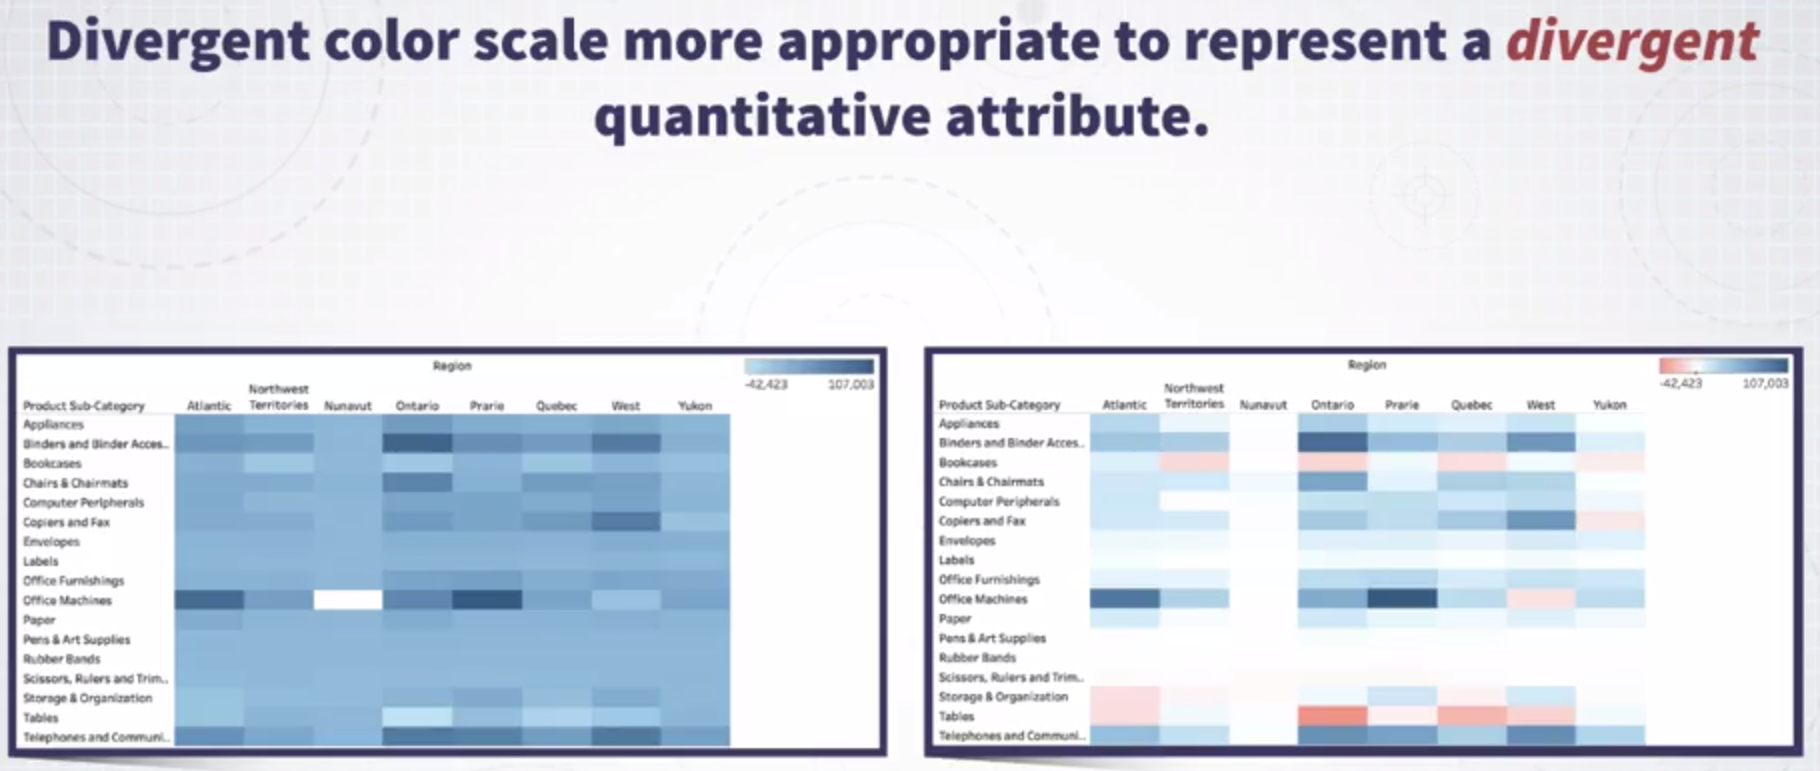 Divergent color scale more appropriate to represent a divergent
quantitative attribute.
Region
-42,423 107,003
Northwest
Product Sub-Category Atlantic Territories Nunavut Ontario Prarie Quebec West Yukon
Appliances
Binders and Binder Acces..
Bookcases
Chairs & Chairmats
Computer Peripherals
Copiers and Fax
Envelopes
Labels
Office Furnishings
Office Machines
Paper
Pens & Art Supplies
Rubber Bands
Scissors, Rulers and Trim..
Storage & Organization
Tables
Telephones and Communi..
Region
-42,423 107,003
Northwest
Product Sub-Category Atlantic Territories Nunavut Ontario Prarie Quebec West Yukon
Appliances
Binders and Binder Acces..
Bookcases
Chairs & Chairmats
Computer Peripherals
Copiers and Fax
Envelopes
Labels
Office Furnishings
Office Machines
Paper
Pens & Art Supplies
Rubber Bands
Scissors, Rulers and Trim..
Storage & Organization
Tables
Telephones and Communi..